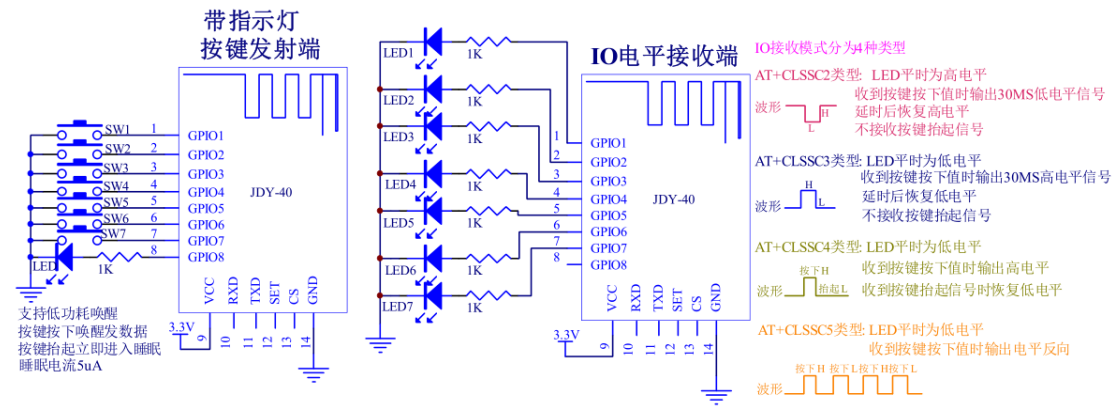 带指示灯
按键发射端
SW1
SW2
SW3
SW4
SW5
SW6
SW7
LED
1K
1
2
3
4
5
6
7
8
GPIO1
GPIO2
GPIO3
GPIO4
GPIO5
GPIO6
GPIO7
GPIO8
JDY-40
VCC
RXD
TXD
SET
CS
GND
3.3V
9
10
11
12
13
14
支持低功耗唤醒
按键按下唤醒发数据
按键抬起立即进入睡眠
睡眠电流5uA
IO电平接收端
LED1
1K
LED2
1K
LED3
1K
LED4
1K
LED5
1K
LED6
1K
LED7
1K
1
2
3
4
5
6
7
8
GPIO1
GPIO2
GPIO3
GPIO4
GPIO5
GPIO6
GPIO7
GPIO8
JDY-40
VCC
RXD
TXD
SET
CS
GND
3.3V
9
10
11
12
13
14
IO接收模式分为4种类型
AT+CLSSC2类型: LED平时为高电平
收到按键按下值时输出30MS低电平信号
延时后恢复高电平
不接收按键抬起信号
波形
H
L
AT+CLSSC3类型: LED平时为低电平
收到按键按下值时输出30MS高电平信号
延时后恢复低电平
不接收按键抬起信号
波形
H
L
AT+CLSSC4类型: LED平时为低电平
收到按键按下值时输出高电平
收到按键抬起信号时恢复低电平
按下H
波形
抬起L
AT+CLSSC5类型: LED平时为低电平
收到按键按下值时输出电平反向
按下H 按下L 按下H 按下L
波形